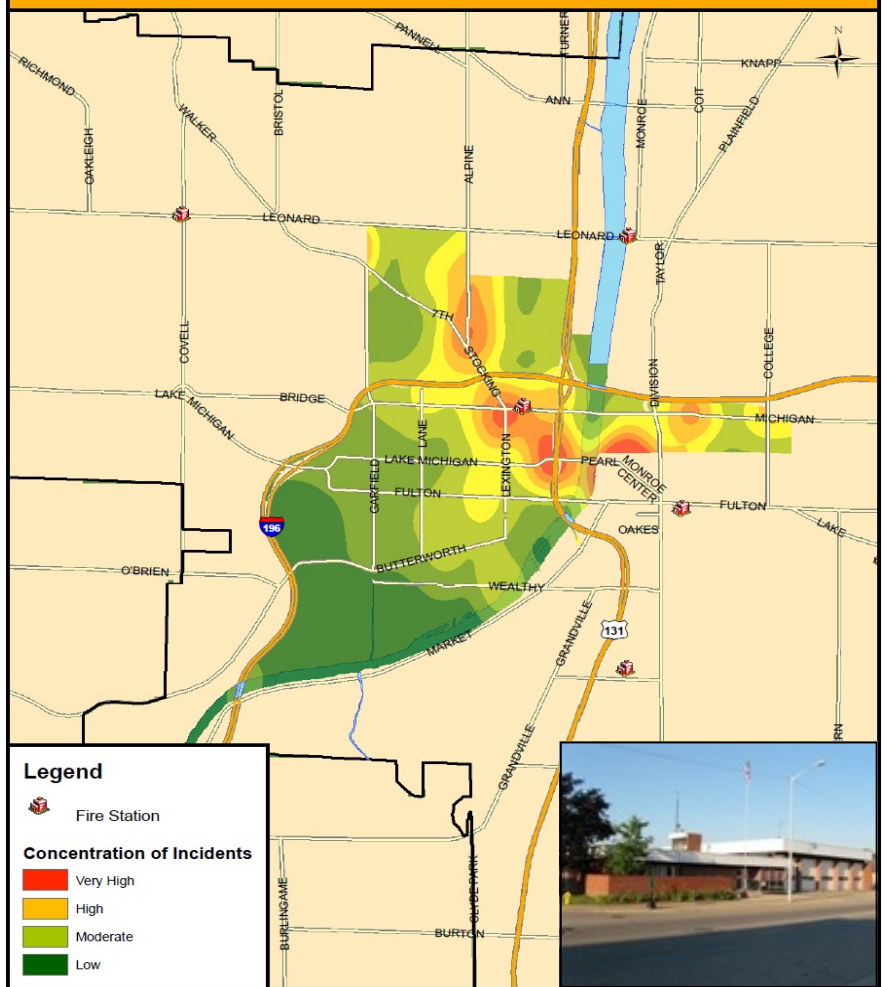 N
PANNELL
TURNER
KNAPP
RICHMOND
WALKER
BRISTOL
ANN
MONROE
COIT
PLAINFIELD
OAKLEIGH
ALPINE
LEONARD
LEONARD
TAYLOR
7TH
STOCKING
COVELL
COLLEGE
DIVISION
LAKE MICHIGAN
BRIDGE
MICHIGAN
LANE
LEXINGTON
GARFIELD
LAKE MICHIGAN
PEARL
MONROE
CENTER
FULTON
FULTON
LAKE
OAKES
196
O'BRIEN
BUTTERWORTH
WEALTHY
MARKET
GRANDVILLE
131
GRANDVILLE
RN
Legend
Fire Station
Concentration of Incidents
Very High
High
Moderate
Low
BURLINGAME
CLYDE PARK
BURTON